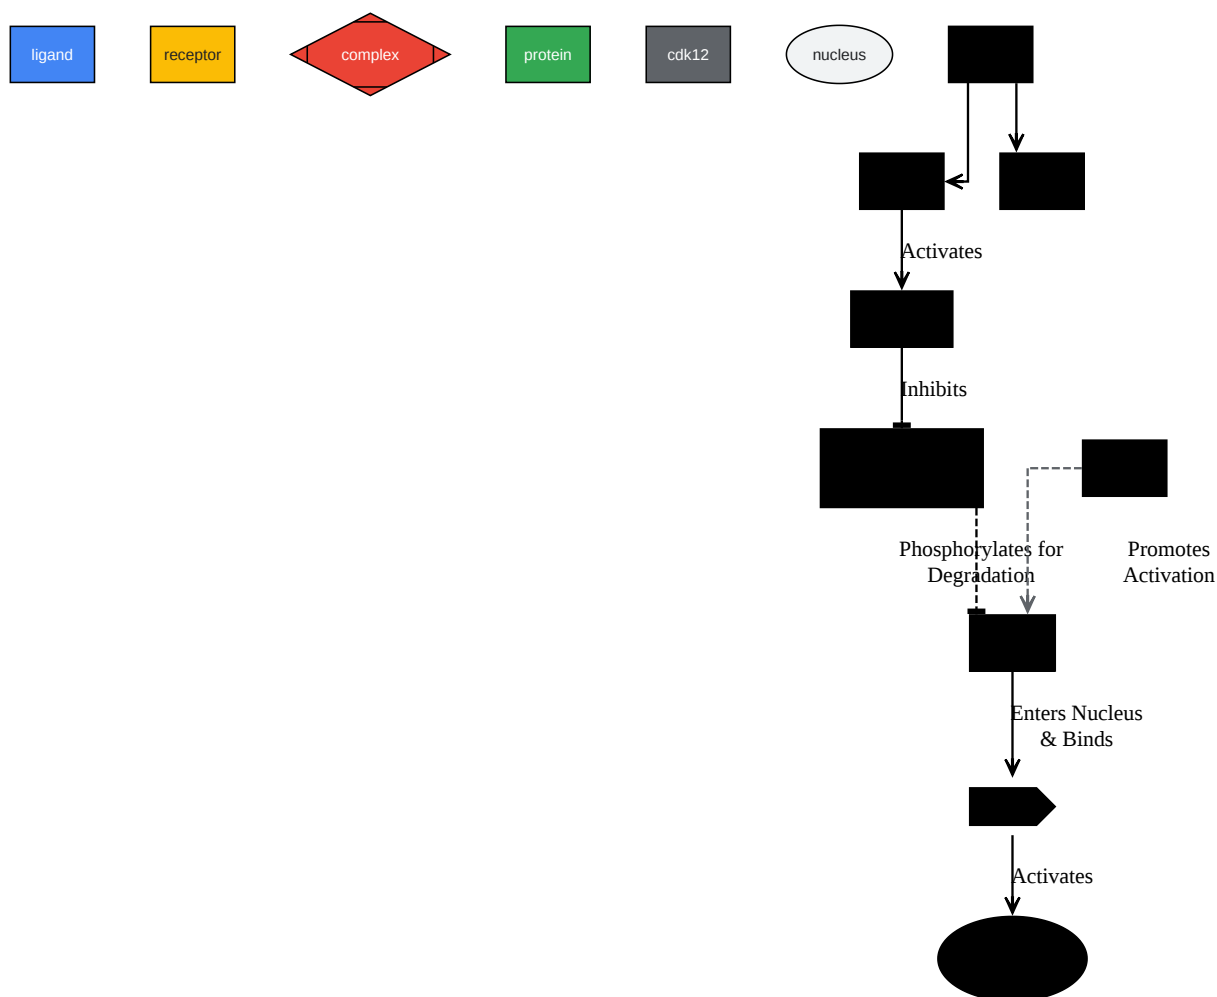 ligand
receptor
complex
protein
cdk12
nucleus
Activates
Inhibits
Phosphorylates for
Degradation
Promotes
Activation
Enters Nucleus
& Binds
Activates